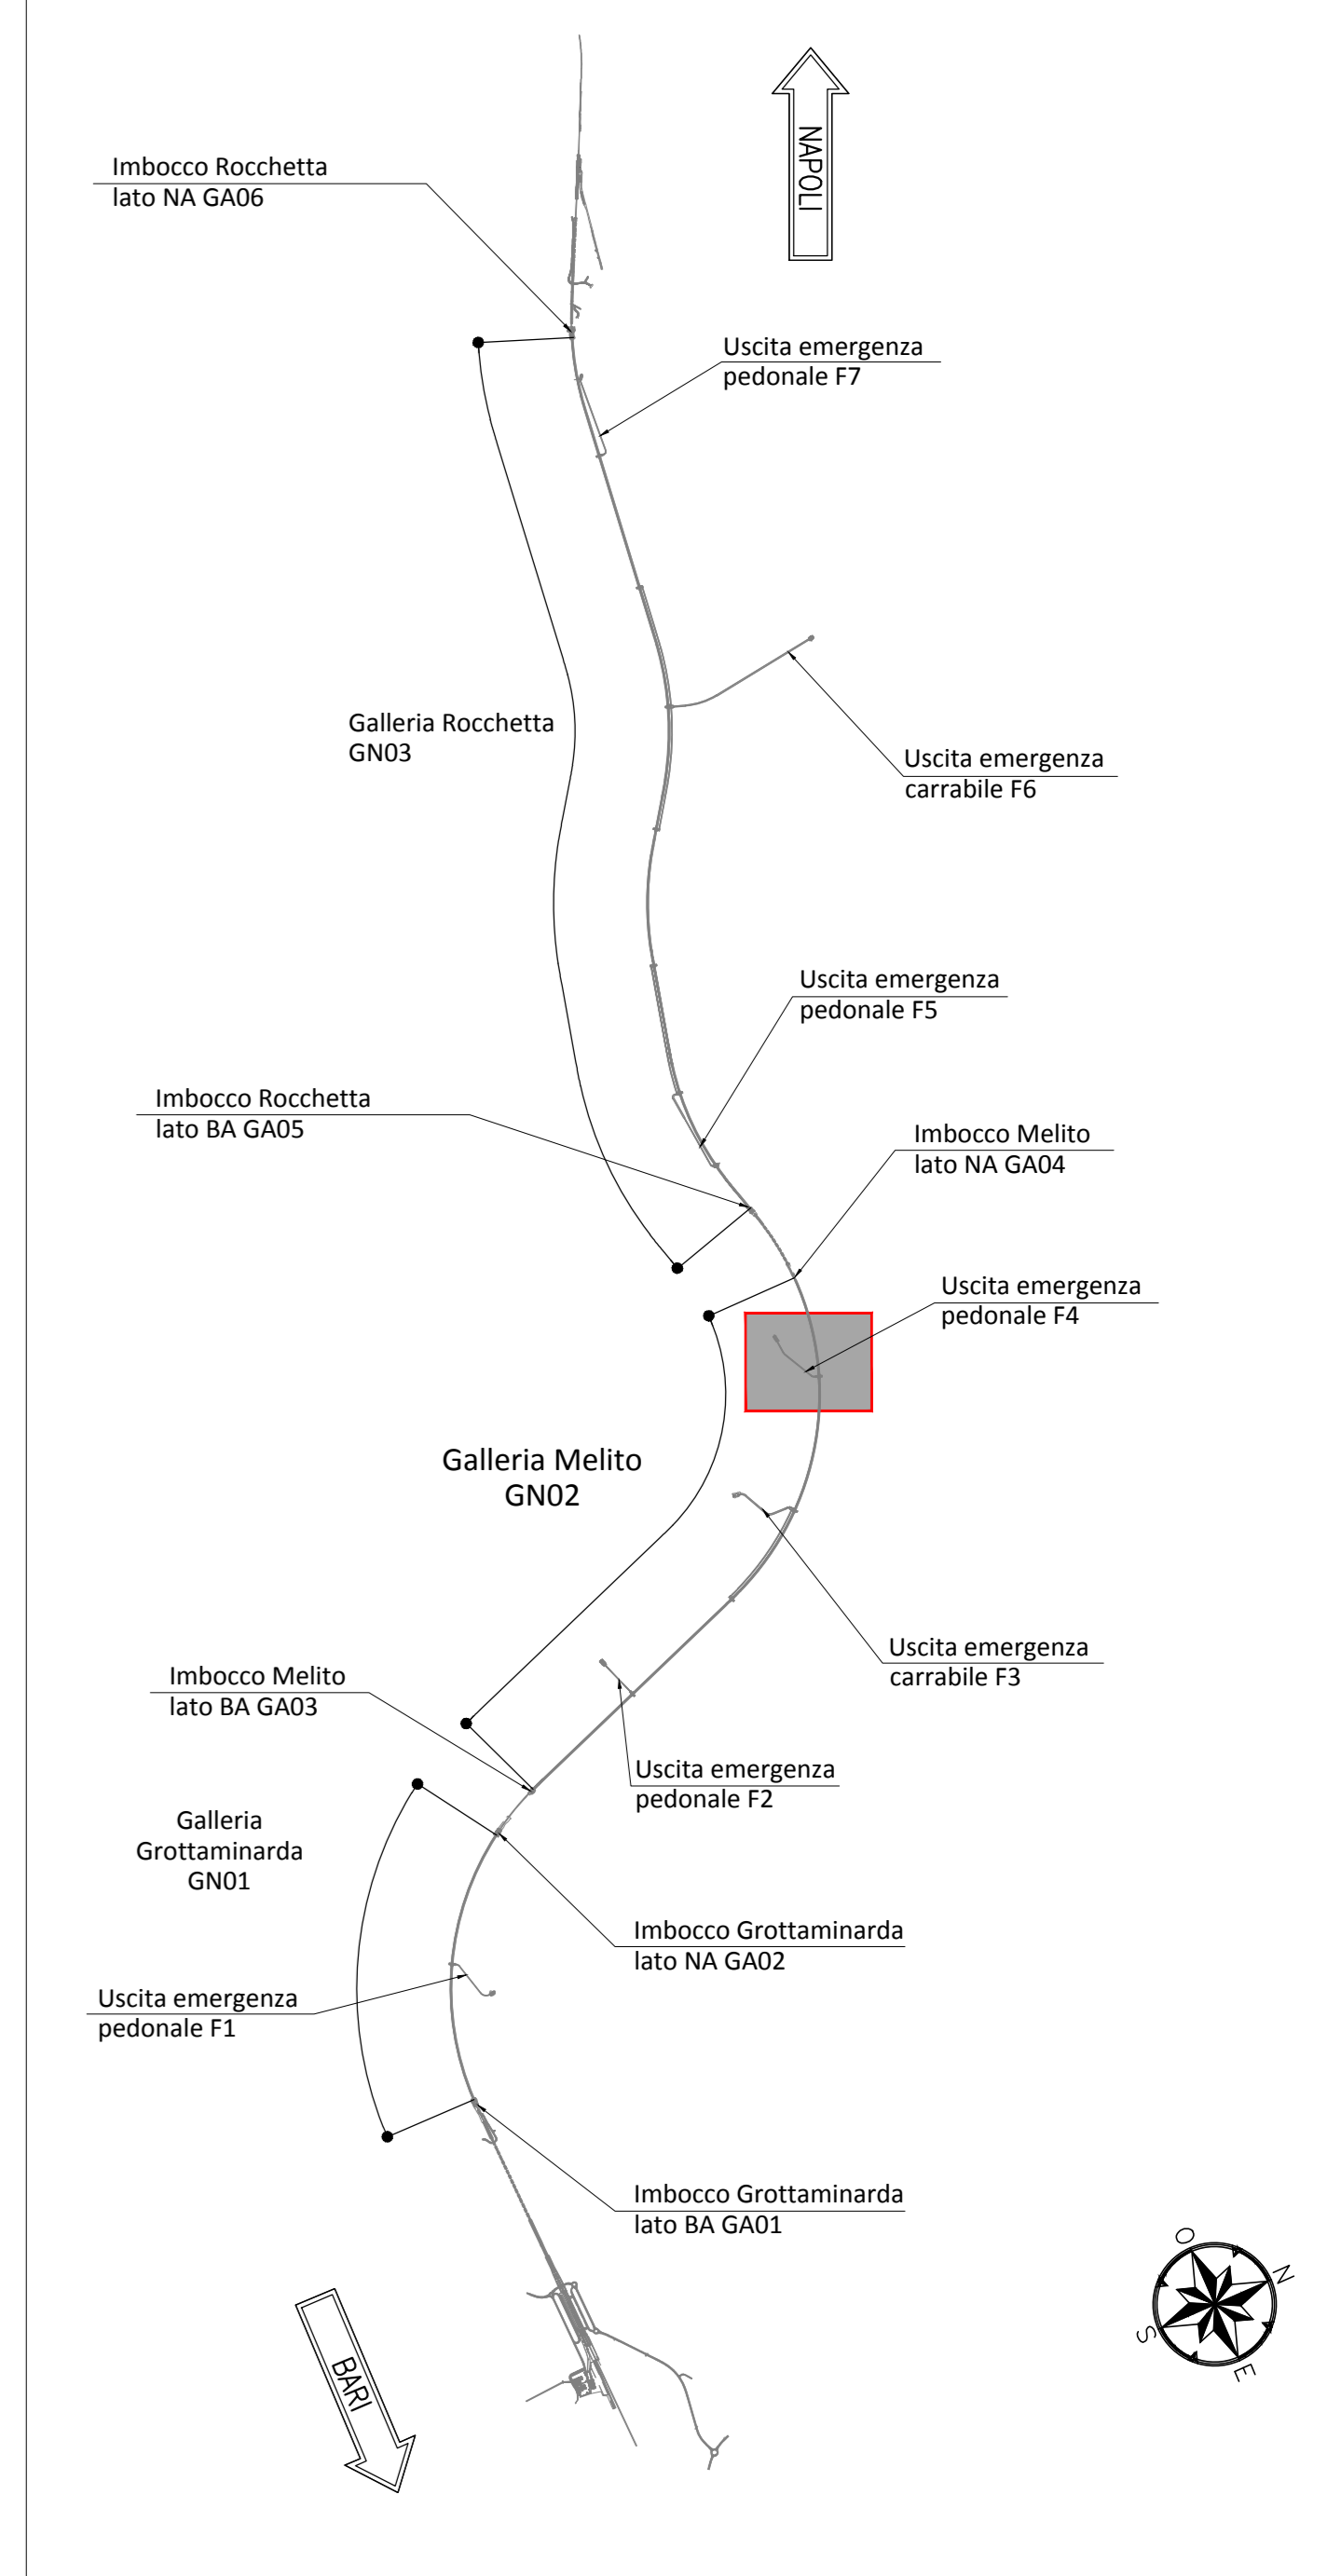 NAPOLI
Imbocco Rocchetta
lato NA GA06
Uscita emergenza
pedonale F7
Galleria Rocchetta
GN03
Uscita emergenza
carrabile F6
Uscita emergenza
pedonale F5
Imbocco Rocchetta
lato BA GA05
Imbocco Melito
lato NA GA04
Uscita emergenza
pedonale F4
Galleria Melito
GN02
Uscita emergenza
carrabile F3
Imbocco Melito
lato BA GA03
Uscita emergenza
pedonale F2
Galleria
Grottaminarda
GN01
Imbocco Grottaminarda
lato NA GA02
Uscita emergenza
pedonale F1
Imbocco Grottaminarda
lato BA GA01
O
N
S
E
BARI